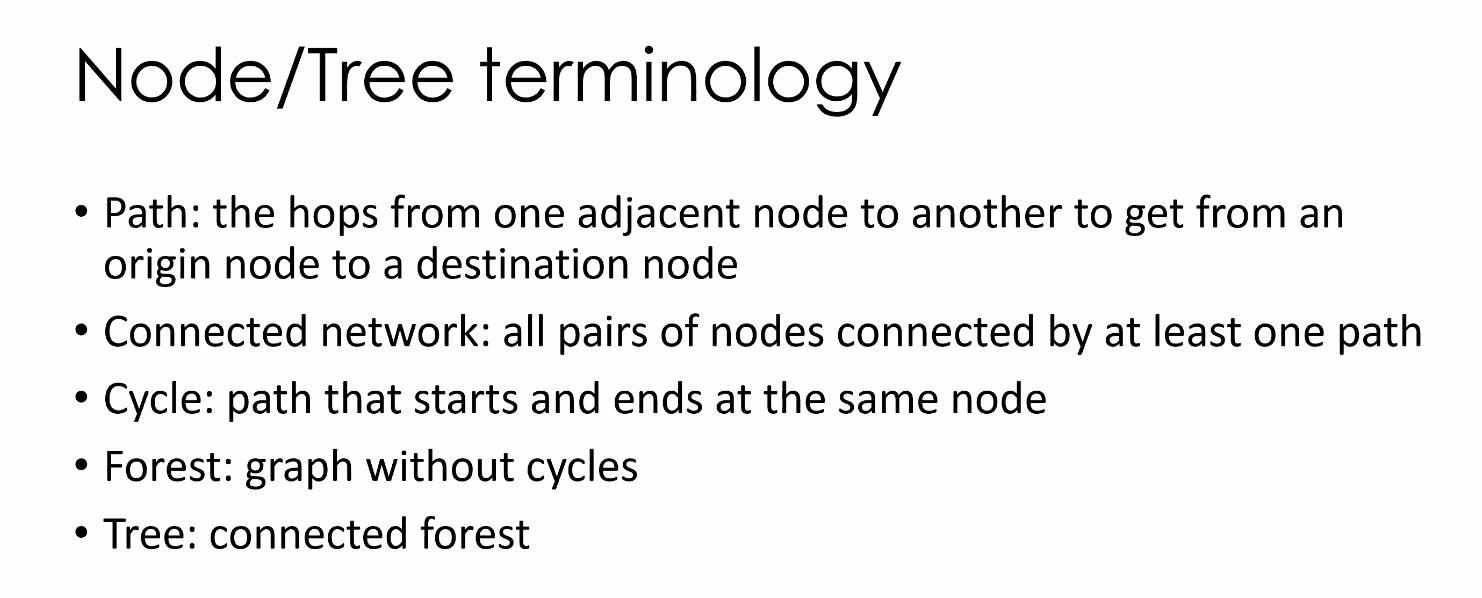 Node/Tree terminology
• Path: the hops from one adjacent node to another to get from an
origin node to a destination node
• Connected network: all pairs of nodes connected by at least one path
• Cycle: path that starts and ends at the same node
• Forest: graph without cycles
• Tree: connected forest